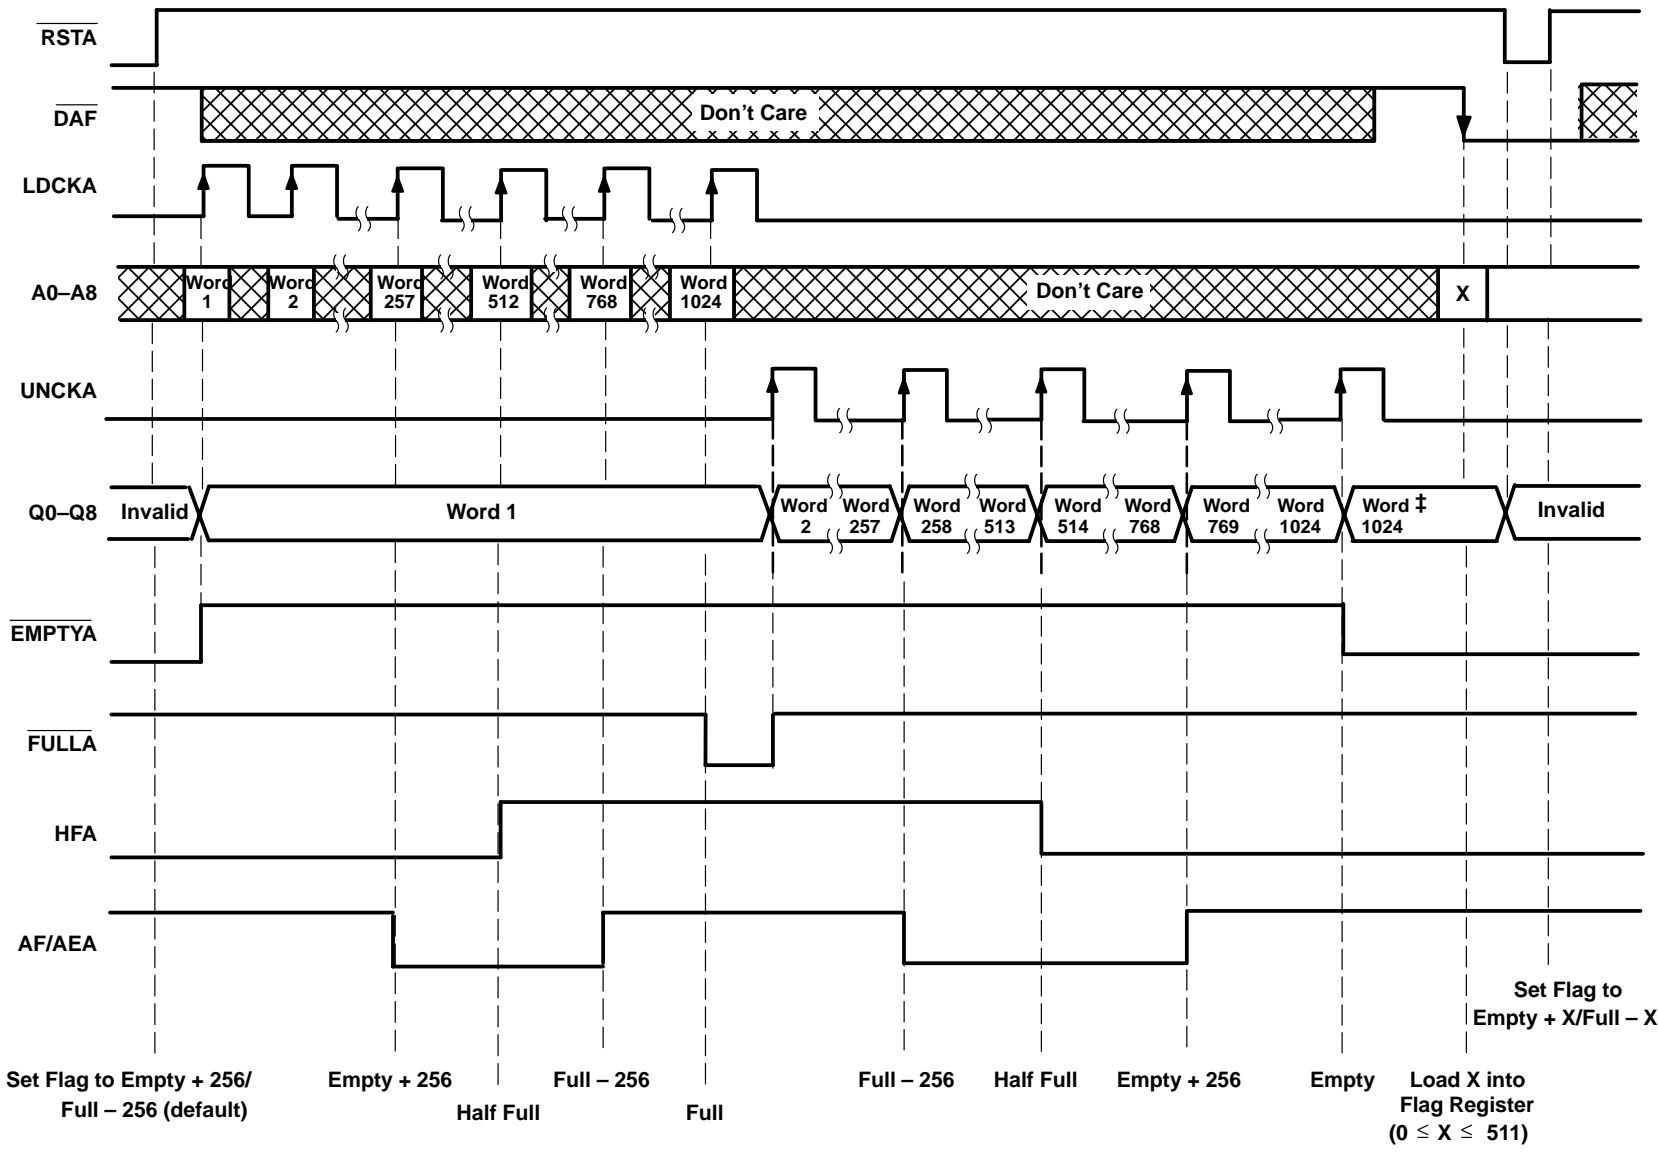 RSTA
DAF
Don't Care
LDCKA
A0–A8
Word 1
Word 2
Word 257
Word 512
Word 768
Word 1024
Don't Care
X
UNCKA
Q0–Q8
Invalid
Word 1
Word 2
Word 257
Word 258
Word 513
Word 514
Word 768
Word 769
Word 1024
Word ‡ 1024
Invalid
EMPTYA
FULLA
HFA
AF/AEA
Set Flag to
Empty + X/Full – X
Set Flag to Empty + 256/
Full – 256 (default)
Empty + 256
Half Full
Full – 256
Full
Full – 256
Half Full
Empty + 256
Empty
Load X into
Flag Register
(0 ≤ X ≤ 511)